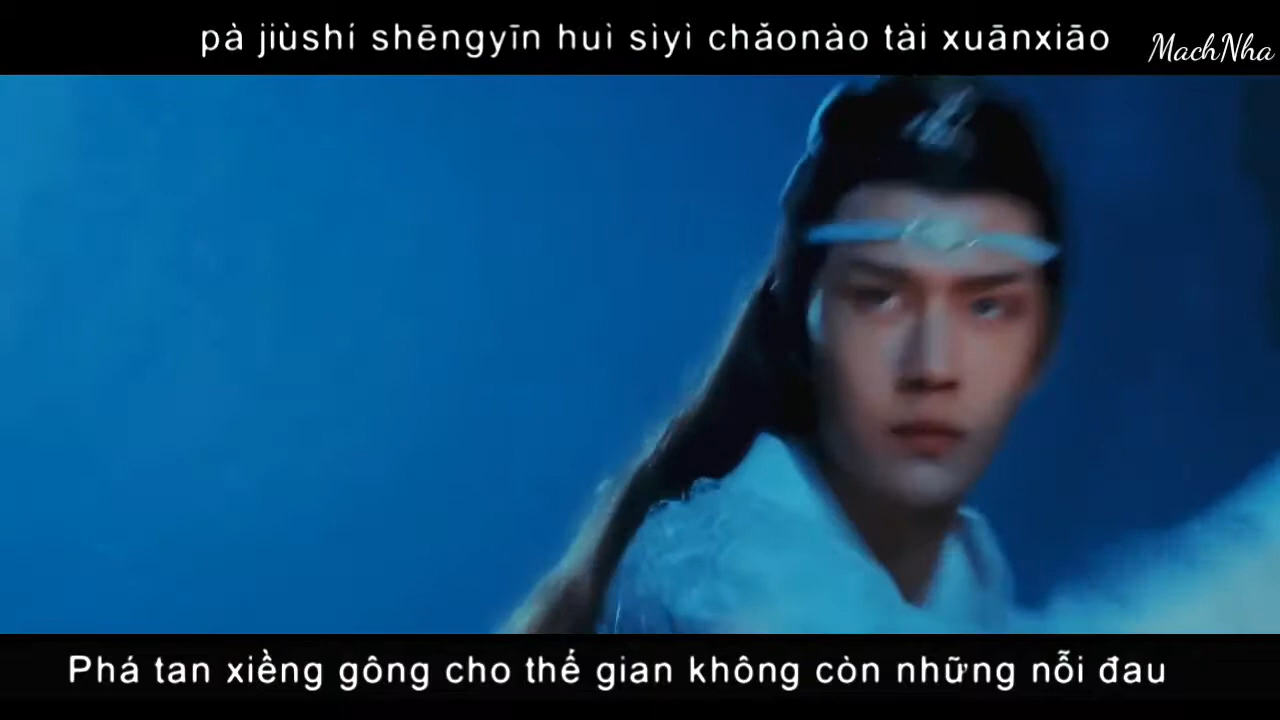 pà jiùshí shēngyīn huì sìyì chǎonào tài xuānxiāo
MachNha
Phá tan xiềng gông cho thế gian không còn những nỗi đau